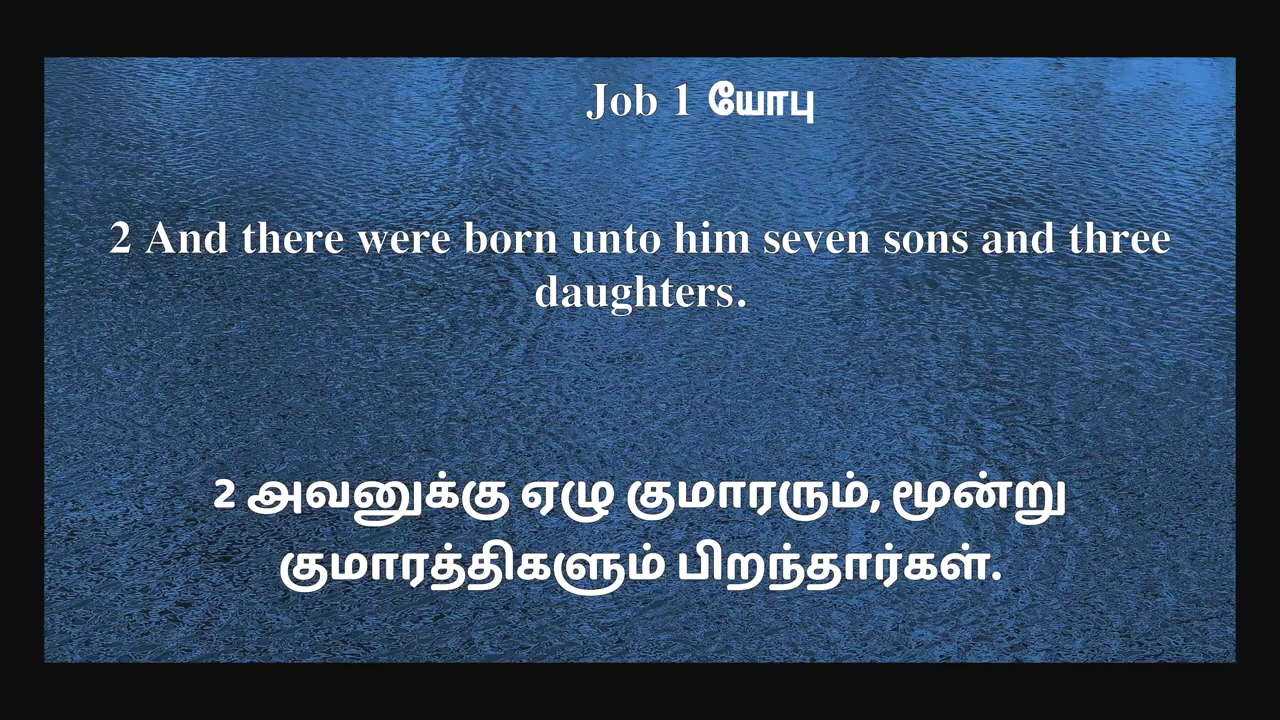 Job 1 யோபு
2 And there were born unto him seven sons and three
daughters.
2 அவனுக்கு ஏழு குமாரரும், மூன்று
குமாரத்திகளும் பிறந்தார்கள்.